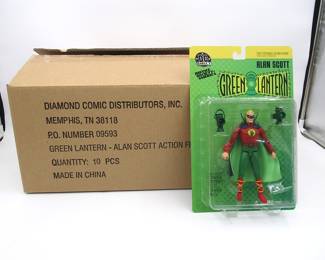 DIAMOND COMIC DISTRIBUTORS, INC.
MEMPHIS, TN 38118
P.O. NUMBER 09593
GREEN LANTERN - ALAN SCOTT ACTION FI
QUANTITY: 10 PCS
MADE IN CHINA
ALAN SCOTT
GREEN LANTERN